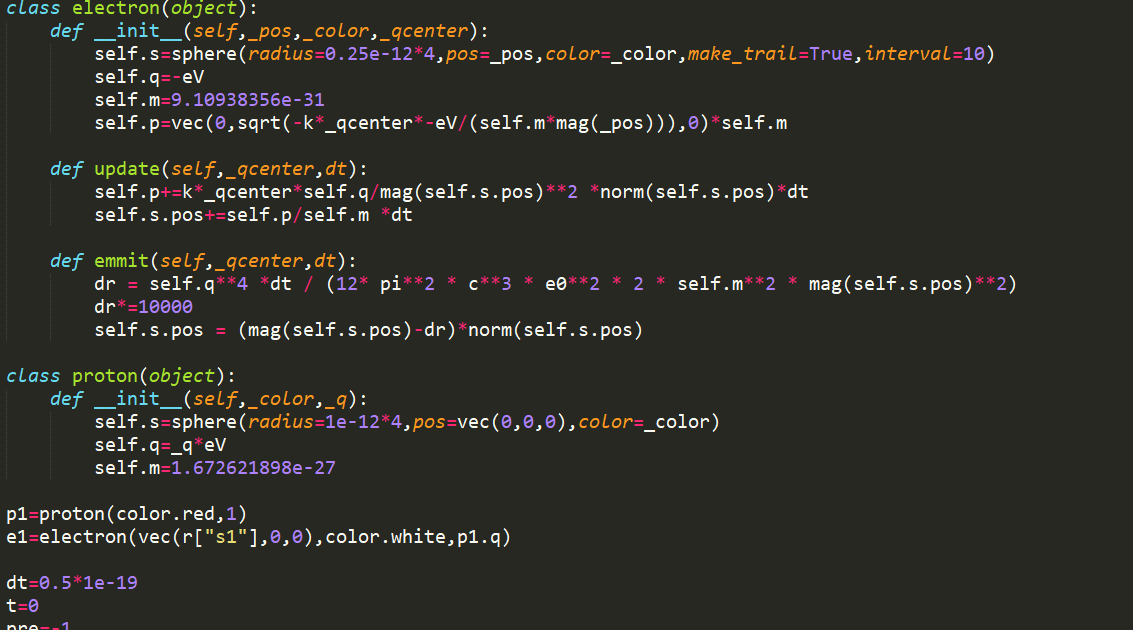 class electron(object):
    def __init__(self,_pos,_color,_qcenter):
        self.s=sphere(radius=0.25e-12*4,pos=_pos,color=_color,make_trail=True,interval=10)
        self.q=-eV
        self.m=9.10938356e-31
        self.p=vec(0,sqrt(-k*_qcenter*-eV/(self.m*mag(_pos))),0)*self.m
    def update(self,_qcenter,dt):
        self.p+=k*_qcenter*self.q/mag(self.s.pos)**2 *norm(self.s.pos)*dt
        self.s.pos+=self.p/self.m *dt
    def emmit(self,_qcenter,dt):
        dr = self.q**4 *dt / (12* pi**2 * c**3 * e0**2 * 2 * self.m**2 * mag(self.s.pos)**2)
        dr*=10000
        self.s.pos = (mag(self.s.pos)-dr)*norm(self.s.pos)
class proton(object):
    def __init__(self,_color,_q):
        self.s=sphere(radius=1e-12*4,pos=vec(0,0,0),color=_color)
        self.q=_q*eV
        self.m=1.672621898e-27
p1=proton(color.red,1)
e1=electron(vec(r["s1"],0,0),color.white,p1.q)
dt=0.5*1e-19
t=0
pre=-1